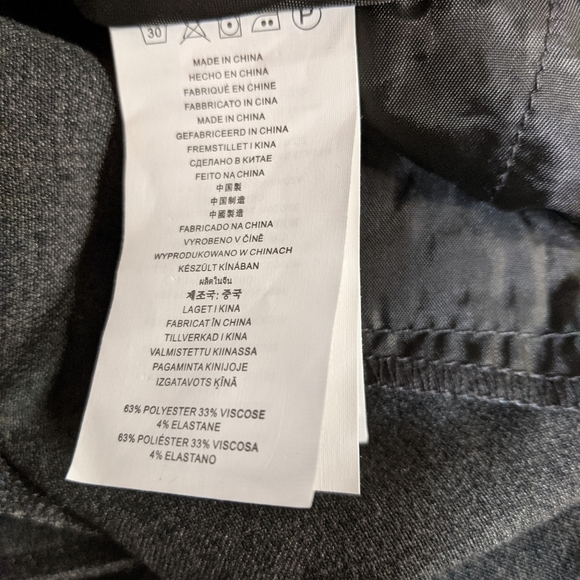 30 P
MADE IN CHINA
HECHO EN CHINA
FABRIQUÉ EN CHINE
FABBRICATO IN CINA
MADE IN CHINA
GEFABRICEERD IN CHINA
FREMSTILLET I KINA
СДЕЛАНО В КИТАЕ
FEITO NA CHINA
中国製
中国制造
中國製造
FABRICADO NA CHINA
VYROBENO V ČÍNĚ
WYPRODUKOWANO W CHINACH
KÉSZÜLT KÍNÁBAN
ผลิตในจีน
제조국: 중국
LAGET I KINA
FABRICAT ÎN CHINA
TILLVERKAD I KINA
VALMISTETTU KIINASSA
PAGAMINTA KINIJOJE
IZGATAVOTS ĶĪNĀ
63% POLYESTER 33% VISCOSE
4% ELASTANE
63% POLIÉSTER 33% VISCOSA
4% ELASTANO